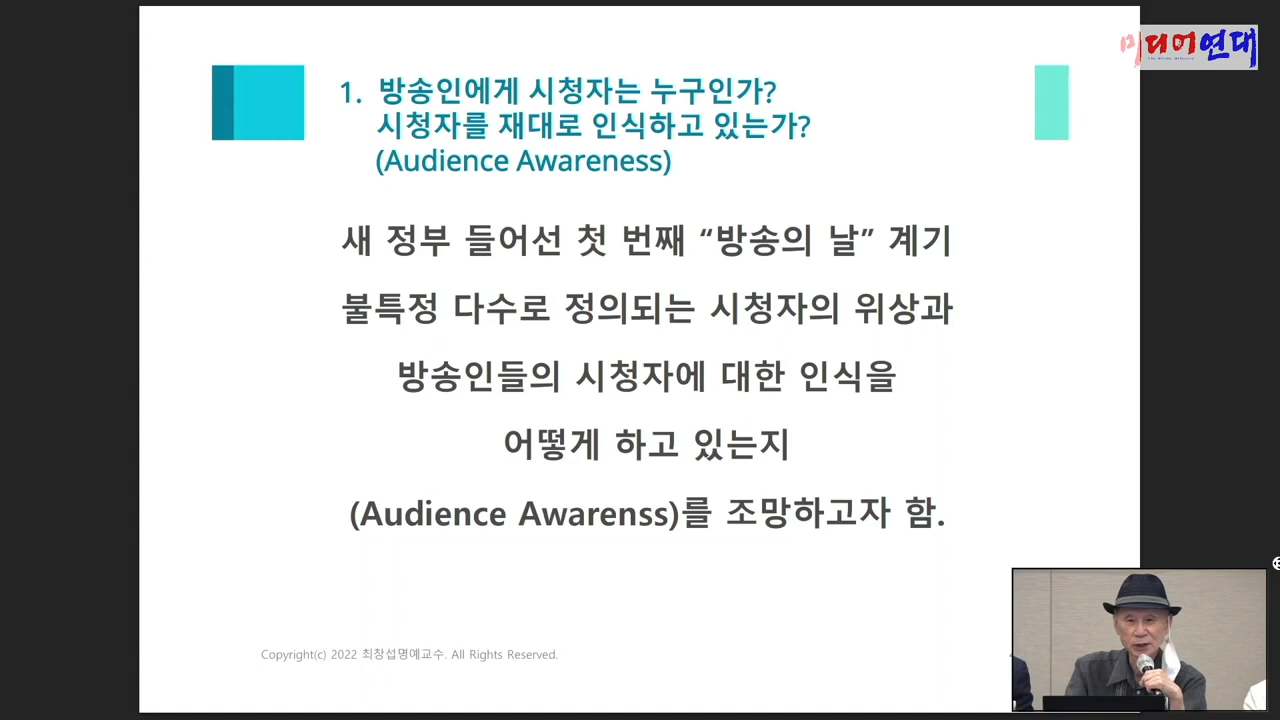 미디어연대
1. 방송인에게 시청자는 누구인가?
시청자를 재대로 인식하고 있는가?
(Audience Awareness)
새 정부 들어선 첫 번째 “방송의 날” 계기
불특정 다수로 정의되는 시청자의 위상과
방송인들의 시청자에 대한 인식을
어떻게 하고 있는지
(Audience Awarenss)를 조망하고자 함.
Copyright(c) 2022 최창섭명예교수. All Rights Reserved.